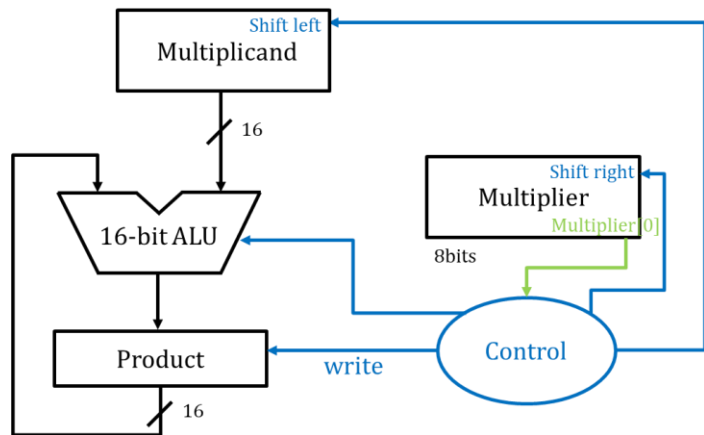 Shift left
Multiplicand
16
Shift right
Multiplier
Multiplier[0]
16-bit ALU
8bits
Product
write
Control
16